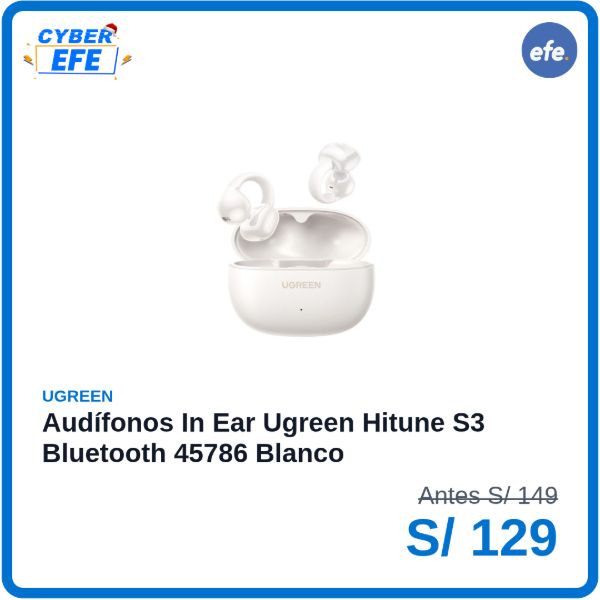 CYBER
EFE
efe.
UGREEN
UGREEN
Audífonos In Ear Ugreen Hitune S3
Bluetooth 45786 Blanco
Antes S/ 149
S/ 129